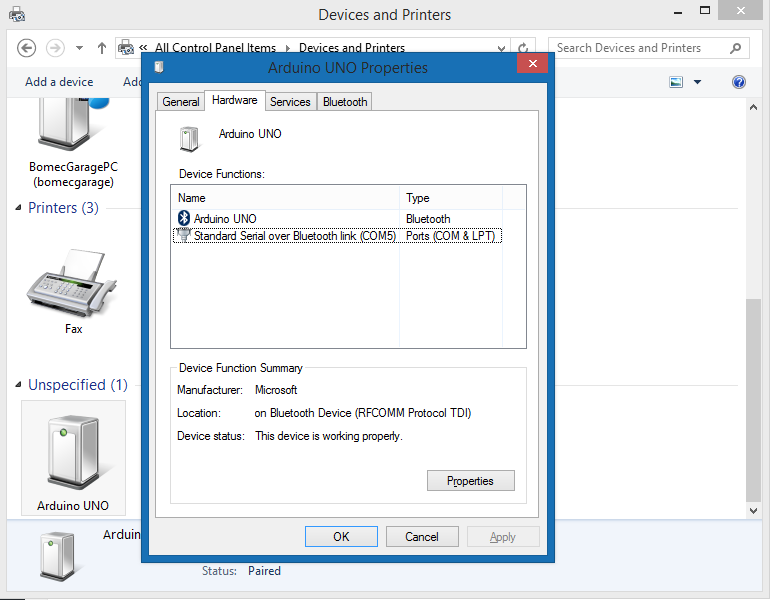 Devices and Printers
« All Control Panel Items Devices and Printers
Search Devices and Printers
Arduino UNO Properties
Add a device
General Hardware Services Bluetooth
Arduino UNO
Device Functions:
Name Type
Arduino UNO Bluetooth
Standard Serial over Bluetooth link (COM5) Ports (COM & LPT)
Device Function Summary
Manufacturer: Microsoft
Location: on Bluetooth Device (RFCOMM Protocol TDI)
Device status: This device is working properly.
Properties
OK Cancel Apply
BomecGaragePC
(bomecgarage)
Printers (3)
Fax
Unspecified (1)
Arduino UNO
Status: Paired